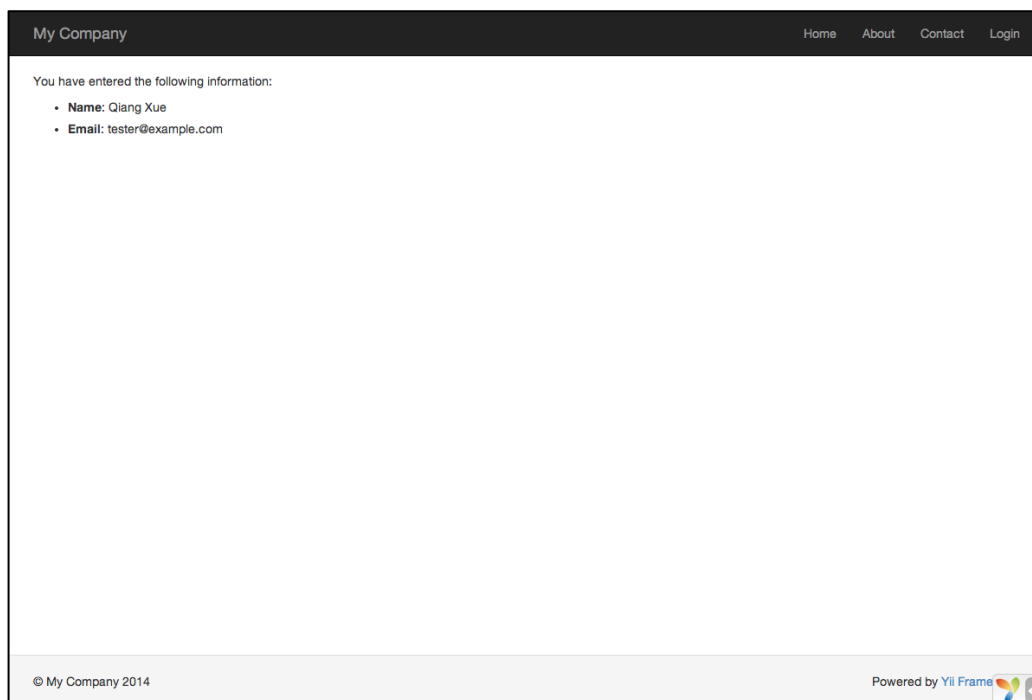 My Company Home About Contact Login
You have entered the following information:
• Name: Qiang Xue
• Email: tester@example.com
© My Company 2014 Powered by Yii Frame